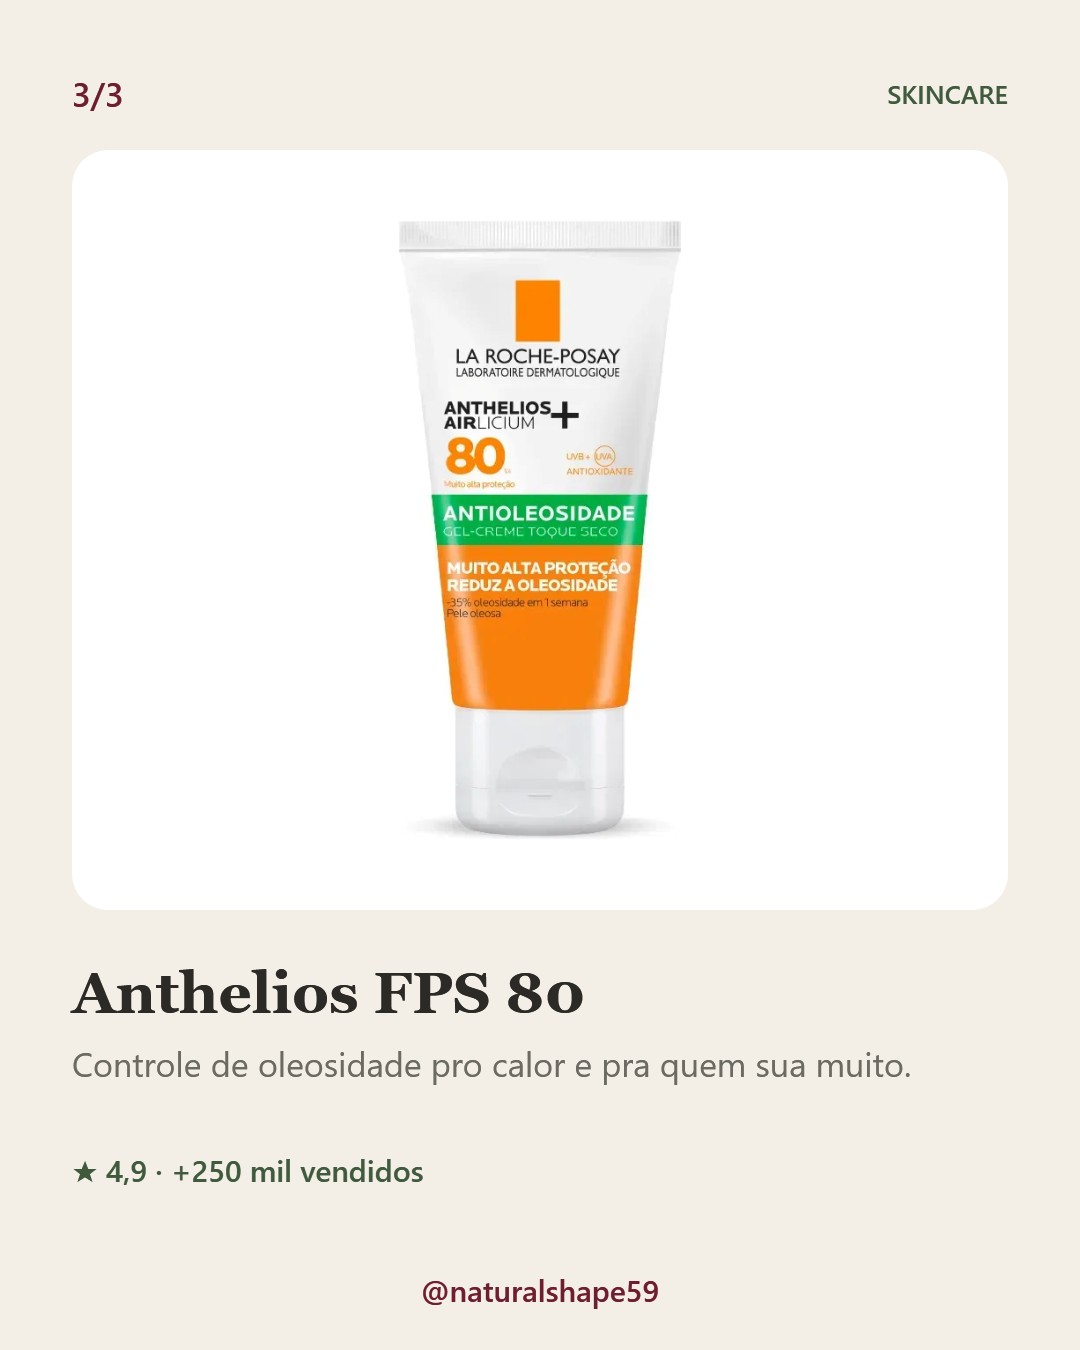 3/3
SKINCARE
LA ROCHE-POSAY
LABORATOIRE DERMATOLOGIQUE
ANTHELIOS
AIRLICIUM +
80
UVB + UVA
ANTIOXIDANTE
Muito alta proteção
ANTIOLEOSIDADE
GEL-CREME TOQUE SECO
MUITO ALTA PROTEÇÃO
REDUZ A OLEOSIDADE
-35% oleosidade em 1 semana
Pele oleosa
Anthelios FPS 80
Controle de oleosidade pro calor e pra quem sua muito.
★ 4,9 · +250 mil vendidos
@naturalshape59